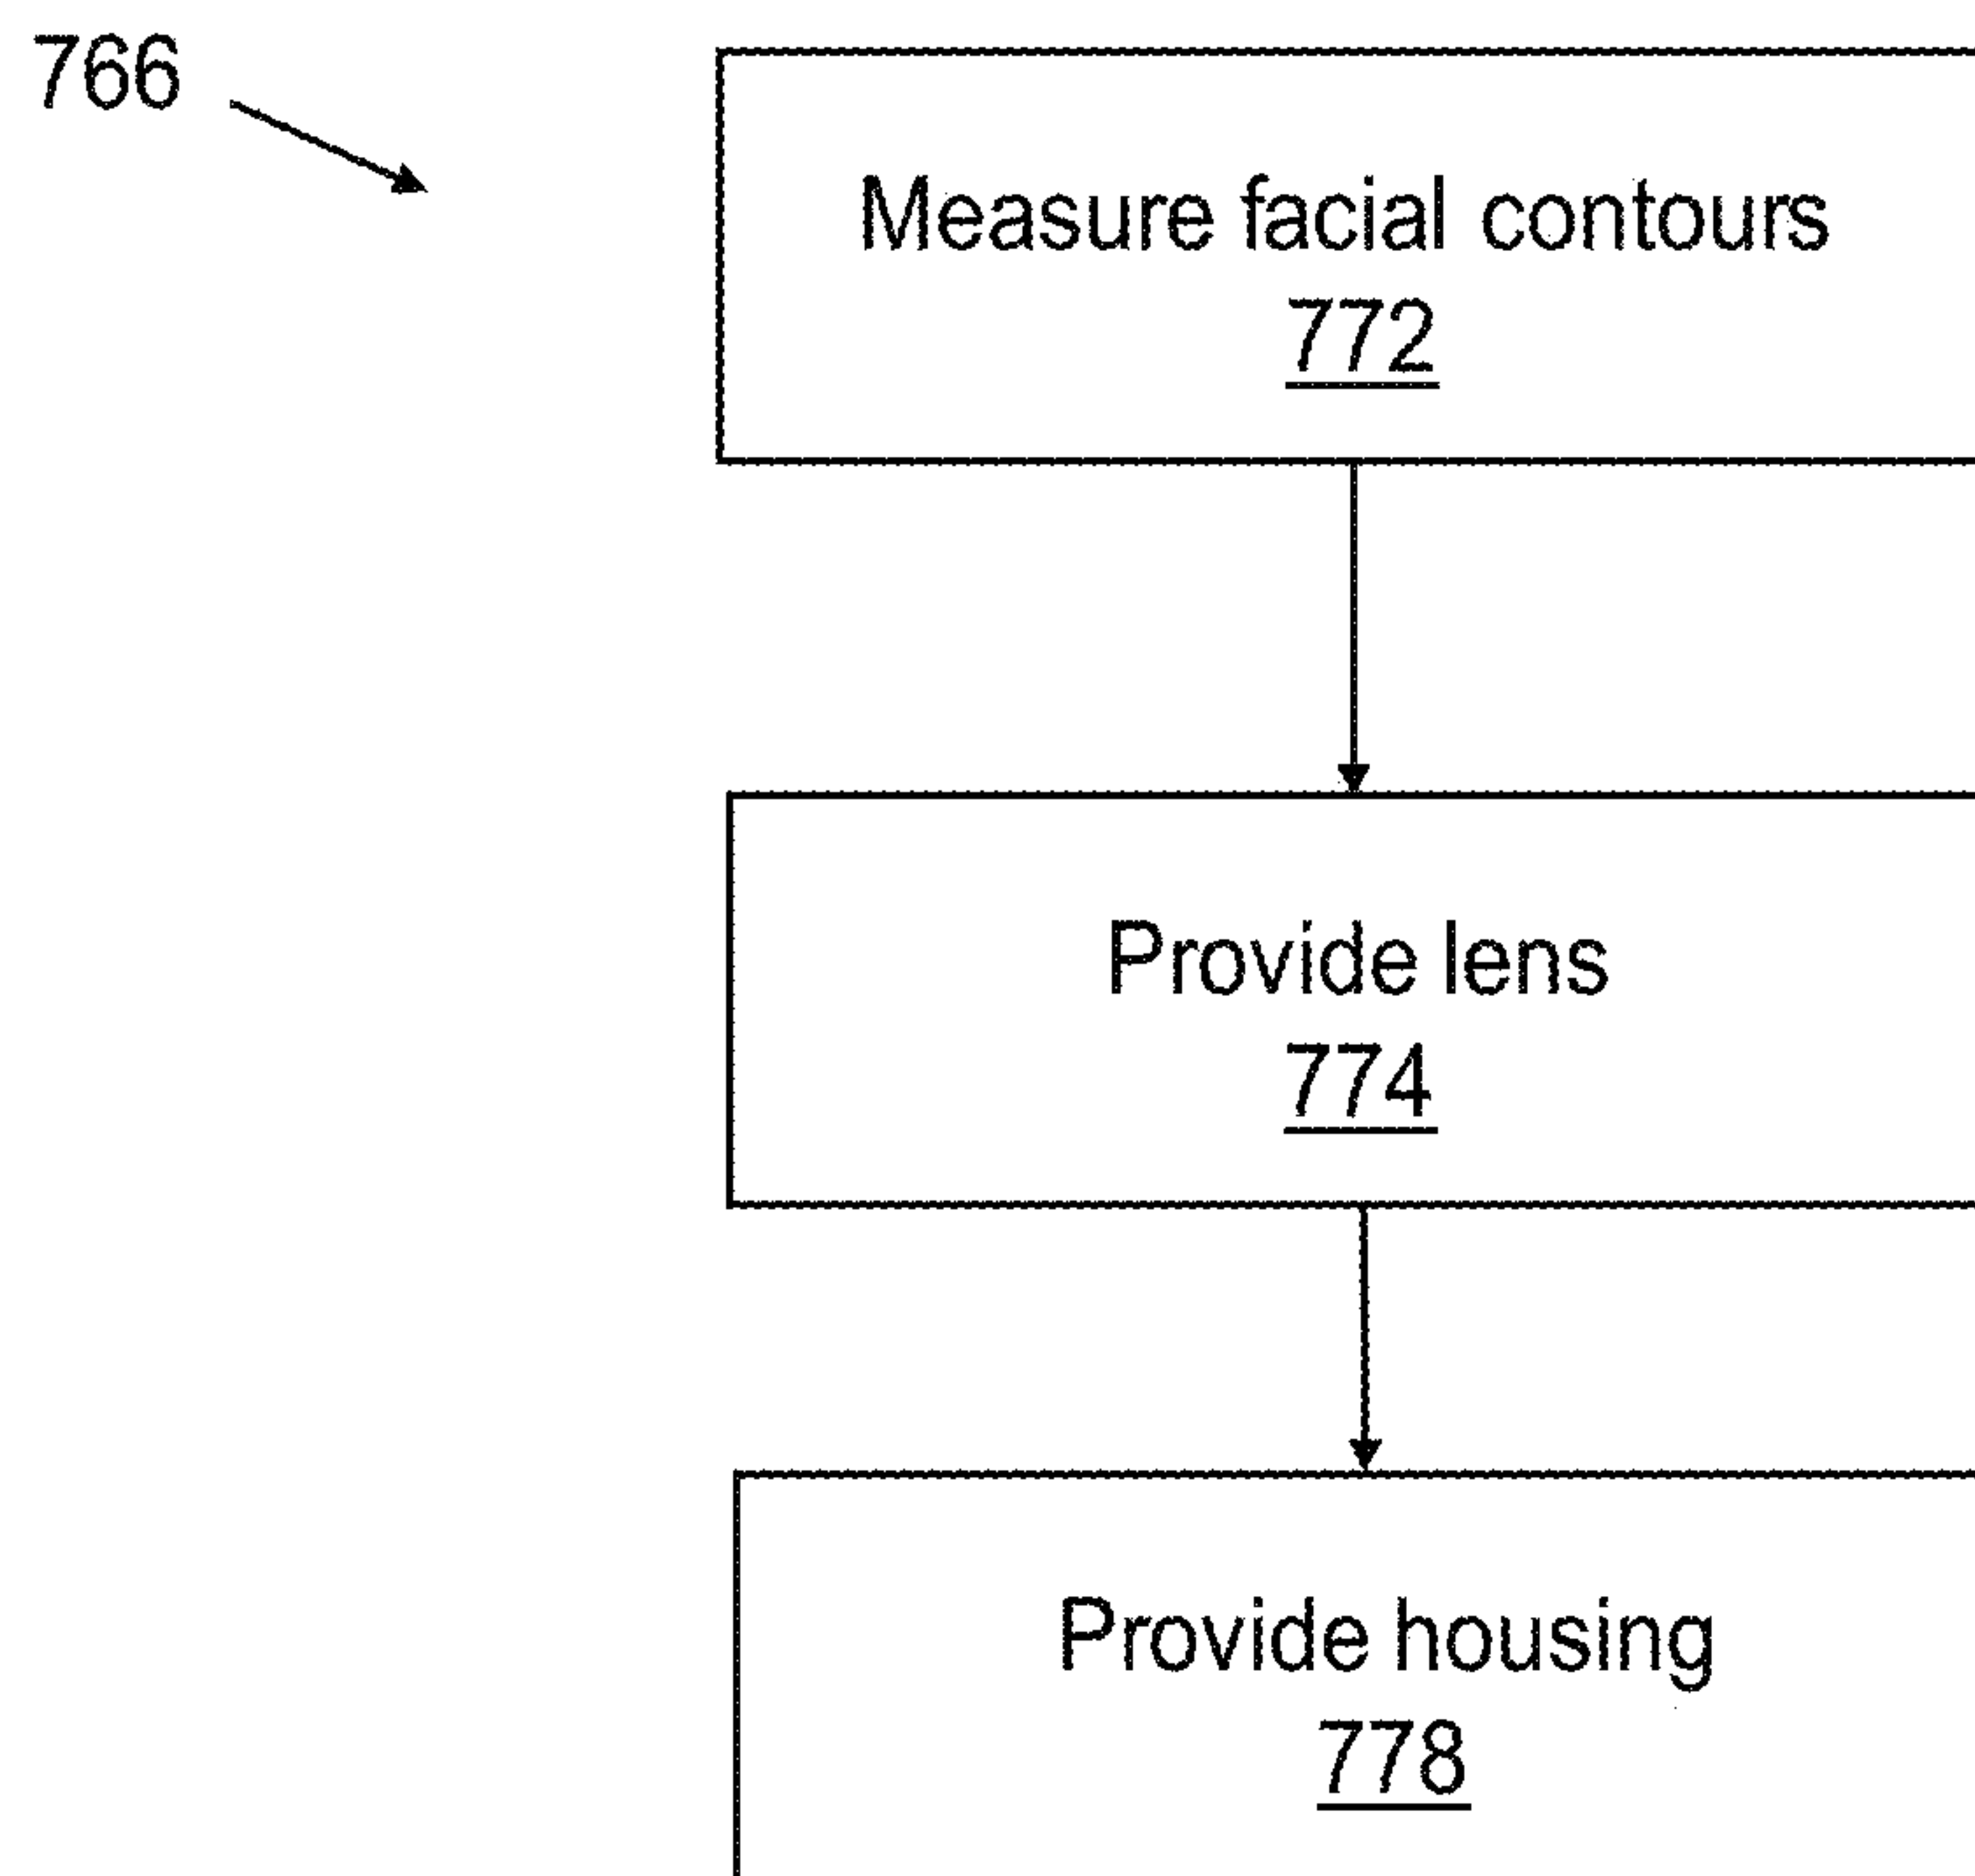 766
Measure facial contours
772
Provide lens
774
Provide housing
778